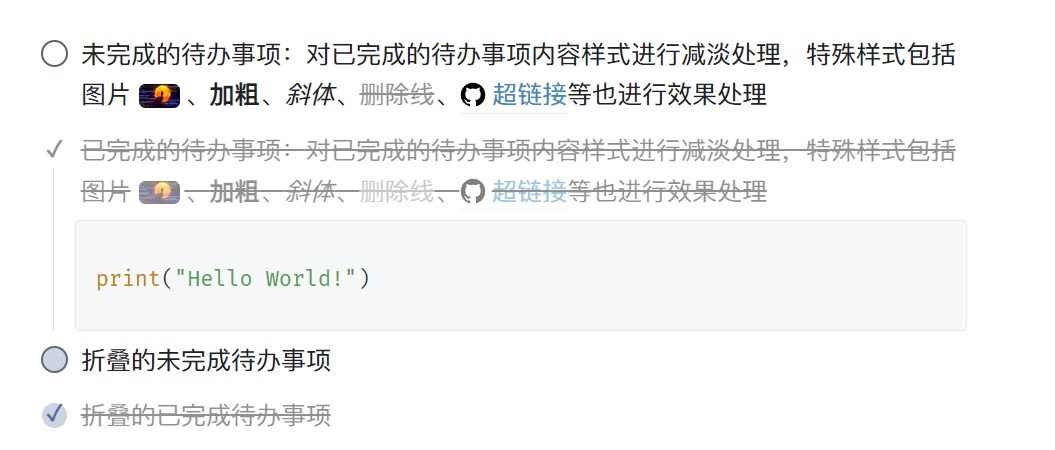 未完成的待办事项：对已完成的待办事项内容样式进行减淡处理，特殊样式包括
图片 、加粗、斜体、删除线、 超链接等也进行效果处理
已完成的待办事项：对已完成的待办事项内容样式进行减淡处理，特殊样式包括
图片 、加粗、斜体、删除线、 超链接等也进行效果处理
print("Hello World!")
折叠的未完成待办事项
折叠的已完成待办事项